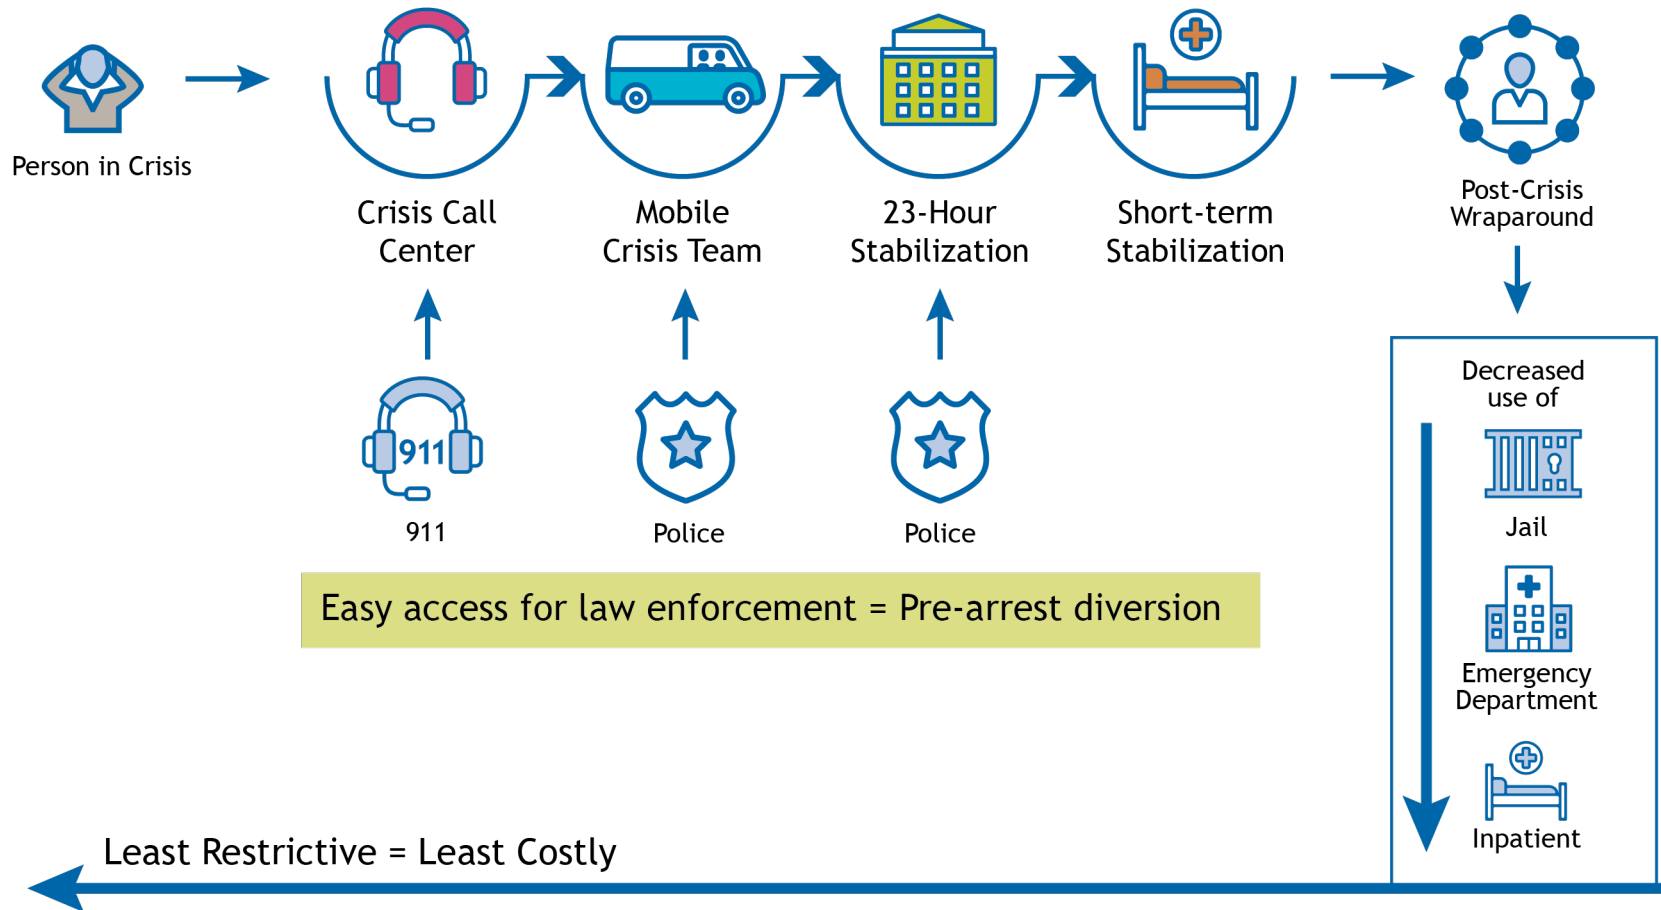 Person in Crisis
Crisis Call
Center
Mobile
Crisis Team
23-Hour
Stabilization
Short-term
Stabilization
Post-Crisis
Wraparound
911
911
Police
Police
Easy access for law enforcement = Pre-arrest diversion
Decreased
use of
Jail
Emergency
Department
Inpatient
Least Restrictive = Least Costly